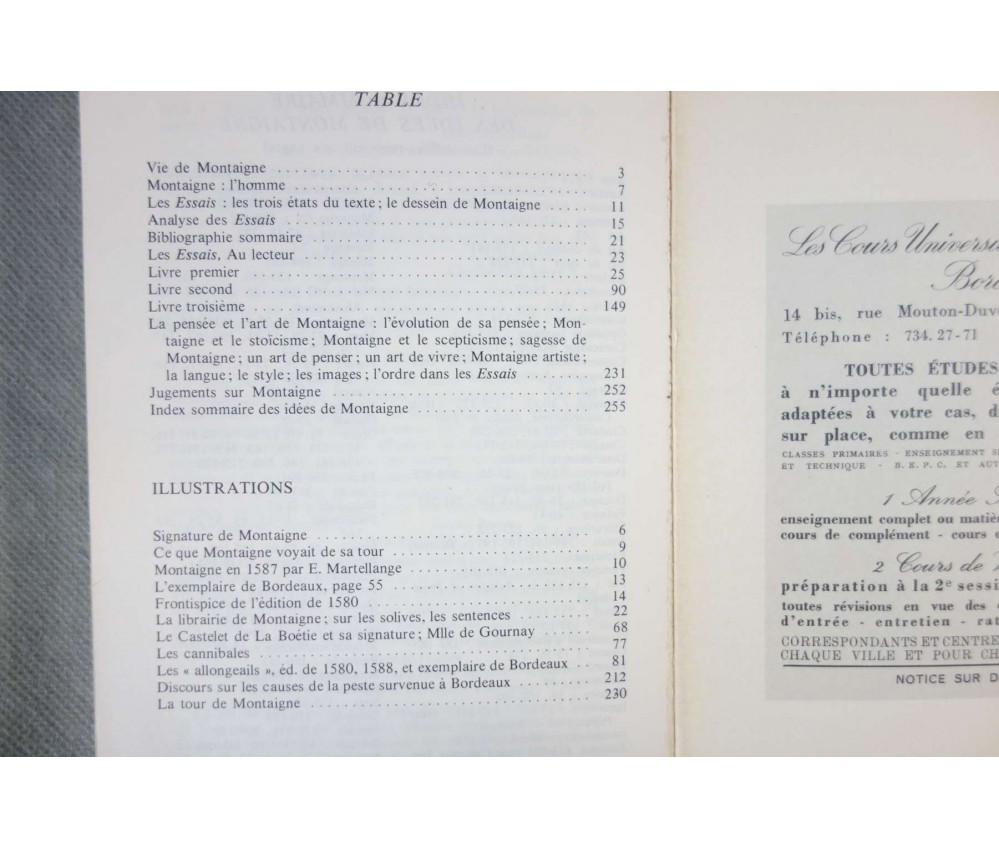 TABLE
Vie de Montaigne 3
Montaigne : l'homme 7
Les Essais : les trois états du texte ; le dessein de Montaigne 11
Analyse des Essais 15
Bibliographie sommaire 21
Les Essais, Au lecteur 23
Livre premier 25
Livre second 90
Livre troisième 149
La pensée et l'art de Montaigne : l'évolution de sa pensée ; Mon-
taigne et le stoïcisme ; Montaigne et le scepticisme ; sagesse de
Montaigne ; un art de penser ; un art de vivre ; Montaigne artiste ;
la langue ; le style ; les images ; l'ordre dans les Essais 231
Jugements sur Montaigne 252
Index sommaire des idées de Montaigne 255
ILLUSTRATIONS
Signature de Montaigne 6
Ce que Montaigne voyait de sa tour 9
Montaigne en 1587 par E. Martellange 10
L'exemplaire de Bordeaux, page 55 13
Frontispice de l'édition de 1580 14
La librairie de Montaigne ; sur les solives, les sentences 22
Le Castelet de La Boétie et sa signature ; Mlle de Gournay 68
Les cannibales 77
Les « allongeails », éd. de 1580, 1588, et exemplaire de Bordeaux 81
Discours sur les causes de la peste survenue à Bordeaux 212
La tour de Montaigne 230
Les Cours
14 bis, rue
Téléphone : 734. 27-71
TOUTES ÉTUDES
à n'importe quelle
adaptées à votre cas,
sur place, comme en
CLASSES PRIMAIRES - ENSEIGNEMENT
ET TECHNIQUE - B. E. P. C. ET
1 Année
enseignement complet ou
cours de complément - cours
2 Cours de
préparation à la 2e
toutes révisions en vue des
d'entrée - entretien -
CORRESPONDANTS ET
CHAQUE VILLE ET POUR
NOTICE SUR